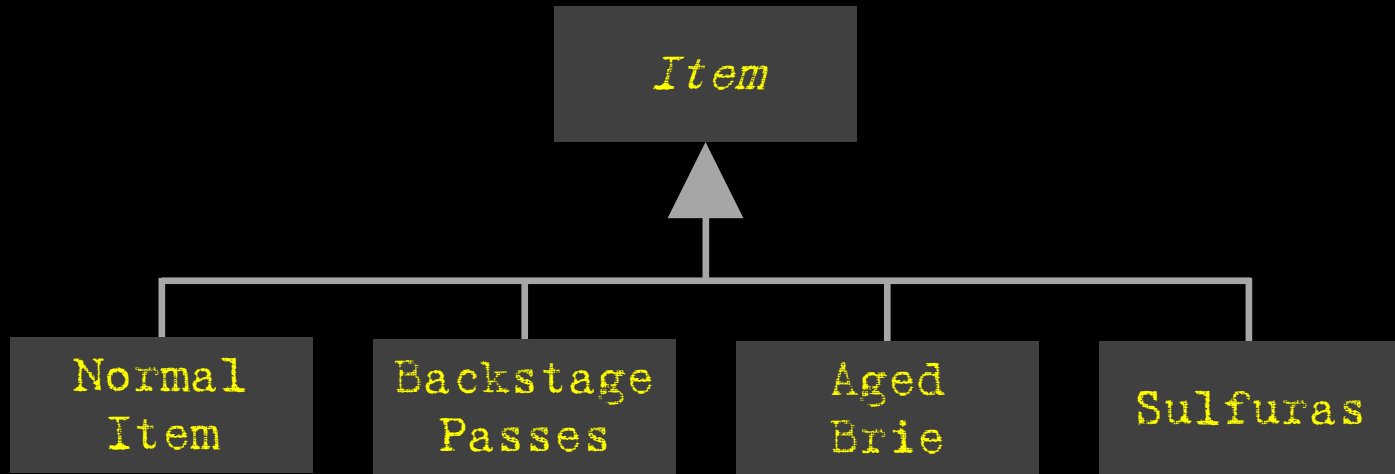 Item
Normal
Item
Backstage
Passes
Aged
Brie
Sulfuras